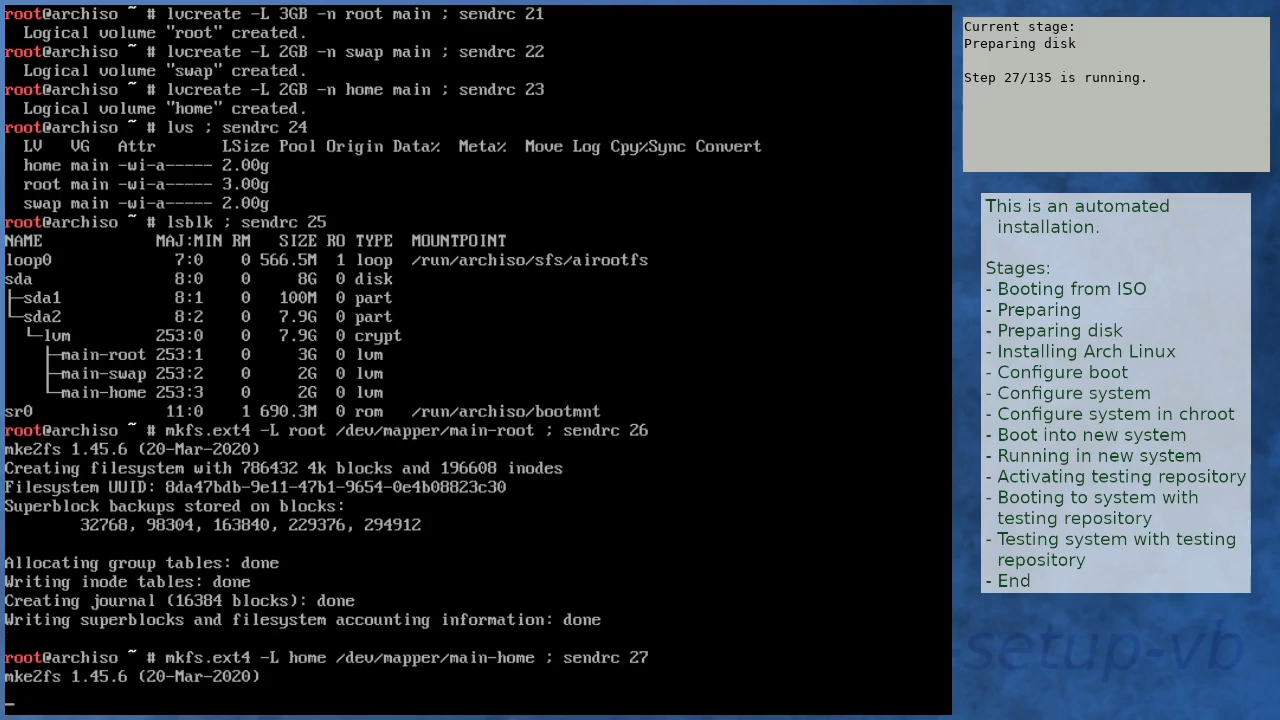 root@archiso ~ # lvcreate -L 3GB -n root main ; sendrc 21
  Logical volume "root" created.
root@archiso ~ # lvcreate -L 2GB -n swap main ; sendrc 22
  Logical volume "swap" created.
root@archiso ~ # lvcreate -L 2GB -n home main ; sendrc 23
  Logical volume "home" created.
root@archiso ~ # lvs ; sendrc 24
  LV   VG   Attr       LSize Pool Origin Data%  Meta%  Move Log Cpy%Sync Convert
  home main -wi-a----- 2.00g
  root main -wi-a----- 3.00g
  swap main -wi-a----- 2.00g
root@archiso ~ # lsblk ; sendrc 25
NAME            MAJ:MIN RM   SIZE RO TYPE  MOUNTPOINT
loop0             7:0    0 566.5M  1 loop  /run/archiso/sfs/airootfs
sda               8:0    0     8G  0 disk
├─sda1            8:1    0   100M  0 part
└─sda2            8:2    0   7.9G  0 part
  └─lvm         253:0    0   7.9G  0 crypt
    ├─main-root 253:1    0     3G  0 lvm
    ├─main-swap 253:2    0     2G  0 lvm
    └─main-home 253:3    0     2G  0 lvm
sr0              11:0    1 690.3M  0 rom   /run/archiso/bootmnt
root@archiso ~ # mkfs.ext4 -L root /dev/mapper/main-root ; sendrc 26
mke2fs 1.45.6 (20-Mar-2020)
Creating filesystem with 786432 4k blocks and 196608 inodes
Filesystem UUID: 8da47bdb-9e11-47b1-9654-0e4b08823c30
Superblock backups stored on blocks:
        32768, 98304, 163840, 229376, 294912

Allocating group tables: done
Writing inode tables: done
Creating journal (16384 blocks): done
Writing superblocks and filesystem accounting information: done

root@archiso ~ # mkfs.ext4 -L home /dev/mapper/main-home ; sendrc 27
mke2fs 1.45.6 (20-Mar-2020)
Current stage:
Preparing disk

Step 27/135 is running.
This is an automated
installation.

Stages:
- Booting from ISO
- Preparing
- Preparing disk
- Installing Arch Linux
- Configure boot
- Configure system
- Configure system in chroot
- Boot into new system
- Running in new system
- Activating testing repository
- Booting to system with
testing repository
- Testing system with testing
repository
- End
setup-vb